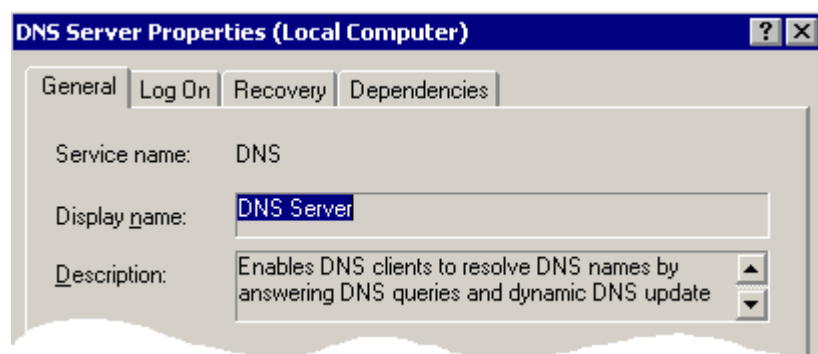 DNS Server Properties (Local Computer)
General Log On Recovery Dependencies
Service name: DNS
Display name: DNS Server
Description: Enables DNS clients to resolve DNS names by
answering DNS queries and dynamic DNS update